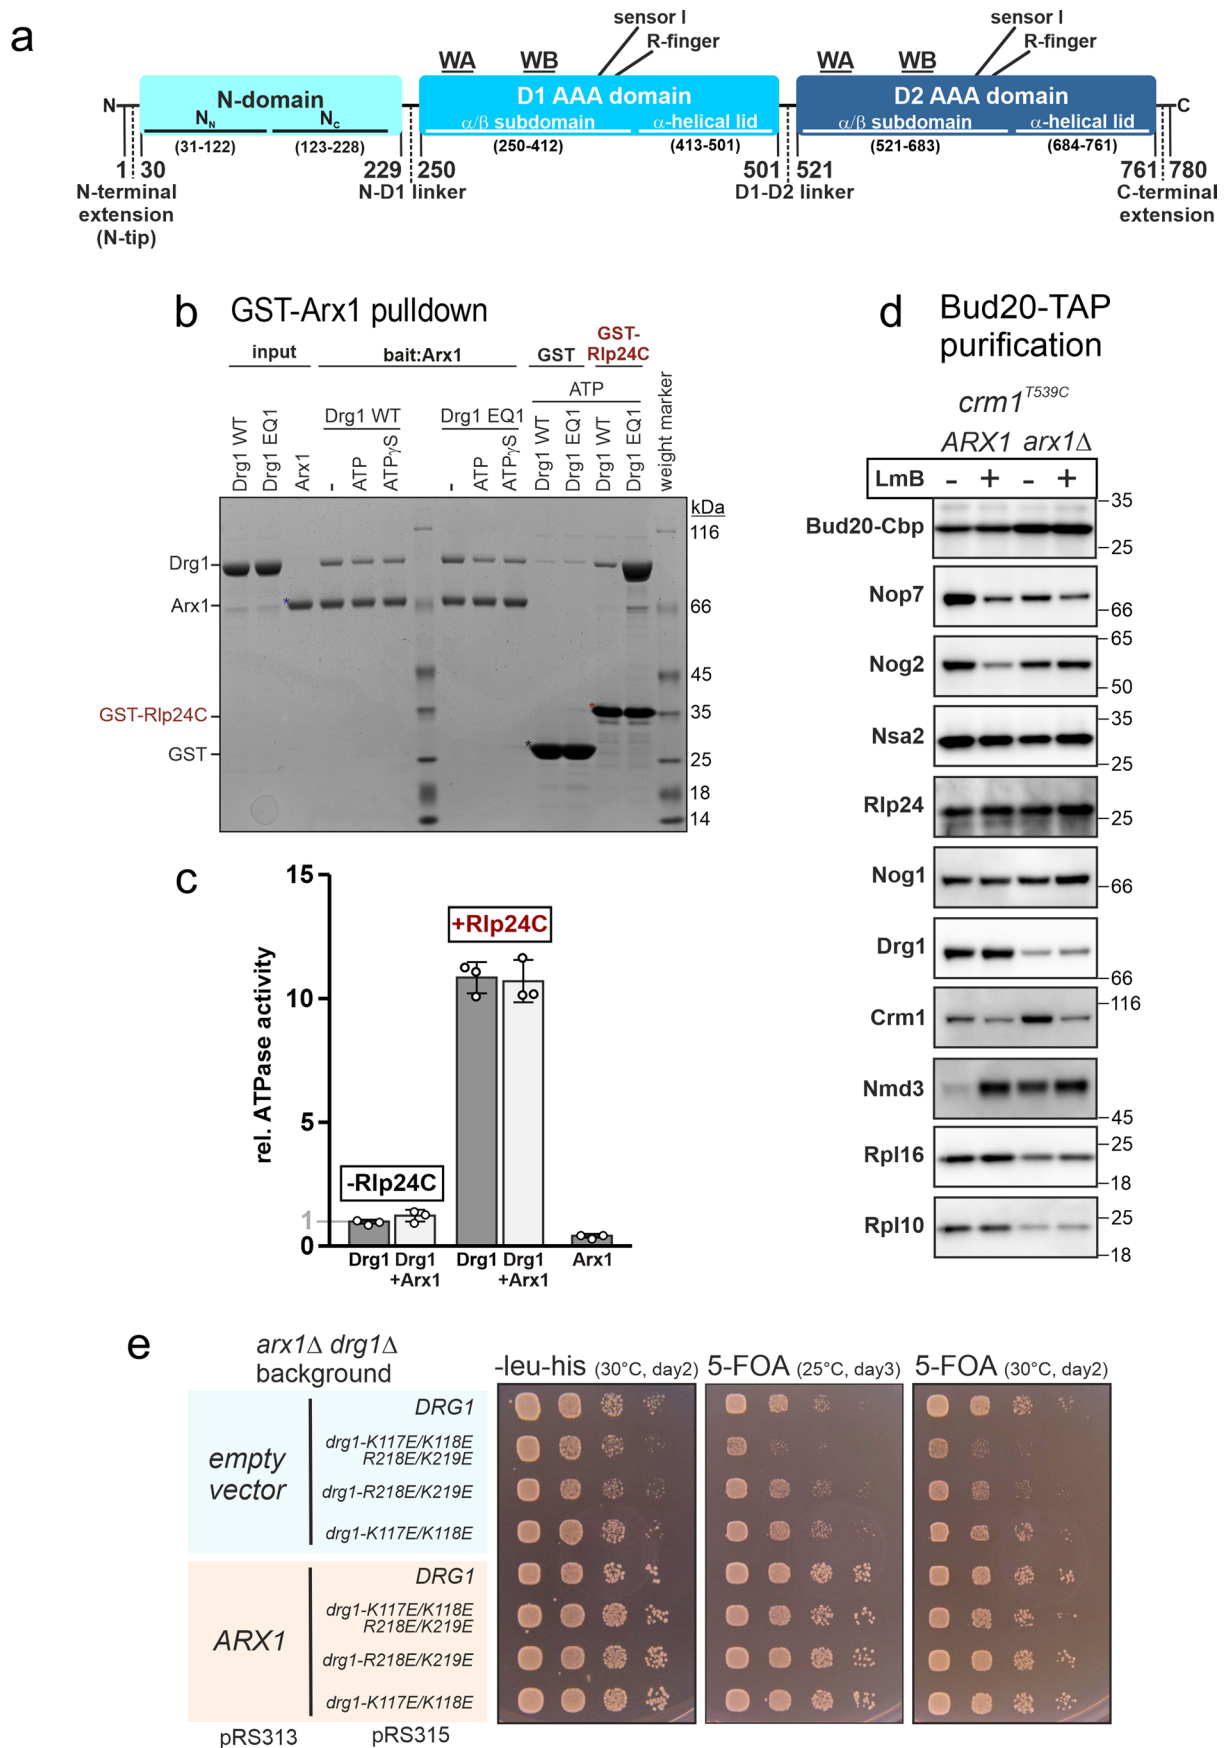 a
sensor I
R-finger
sensor I
R-finger
WA
WB
WA
WB
N
N-domain
D1 AAA domain
D2 AAA domain
C
NN
NC
α/β subdomain
α-helical lid
α/β subdomain
α-helical lid
(31-122)
(123-228)
(250-412)
(413-501)
(521-683)
(684-761)
1 30
229 250
501 521
761 780
N-terminal
extension
(N-tip)
N-D1 linker
D1-D2 linker
C-terminal
extension
b
GST-Arx1 pulldown
input
bait:Arx1
GST
GST-
Rlp24C
ATP
Drg1 WT
Drg1 EQ1
Drg1 WT
Drg1 EQ1
Arx1
-
ATP
ATPγS
-
ATP
ATPγS
Drg1 WT
Drg1 EQ1
Drg1 WT
Drg1 EQ1
weight marker
kDa
116
Drg1
Arx1
*
66
45
GST-Rlp24C
*
35
GST
*
25
18
14
c
rel. ATPase activity
15
10
5
1
0
+Rlp24C
-Rlp24C
Drg1
Drg1
+Arx1
Drg1
Drg1
+Arx1
Arx1
d
Bud20-TAP
purification
crm1T539C
ARX1 arx1Δ
LmB - + - +
35
Bud20-Cbp
25
Nop7
66
65
Nog2
50
35
Nsa2
25
Rlp24
25
Nog1
66
Drg1
66
116
Crm1
Nmd3
45
25
Rpl16
18
25
Rpl10
18
e
arx1Δ drg1Δ
background
-leu-his (30°C, day2)
5-FOA (25°C, day3)
5-FOA (30°C, day2)
empty
vector
DRG1
drg1-K117E/K118E
R218E/K219E
drg1-R218E/K219E
drg1-K117E/K118E
ARX1
DRG1
drg1-K117E/K118E
R218E/K219E
drg1-R218E/K219E
drg1-K117E/K118E
pRS313
pRS315